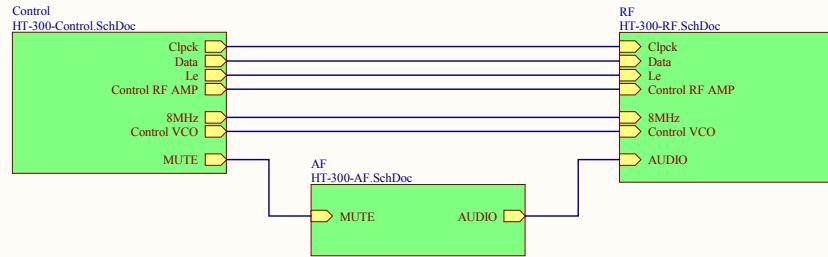 Control
HT-300-Control.SchDoc
Clpck
Data
Le
Control RF AMP
8MHz
Control VCO
MUTE
RF
HT-300-RF.SchDoc
Clpck
Data
Le
Control RF AMP
8MHz
Control VCO
AUDIO
AF
HT-300-AF.SchDoc
MUTE
AUDIO